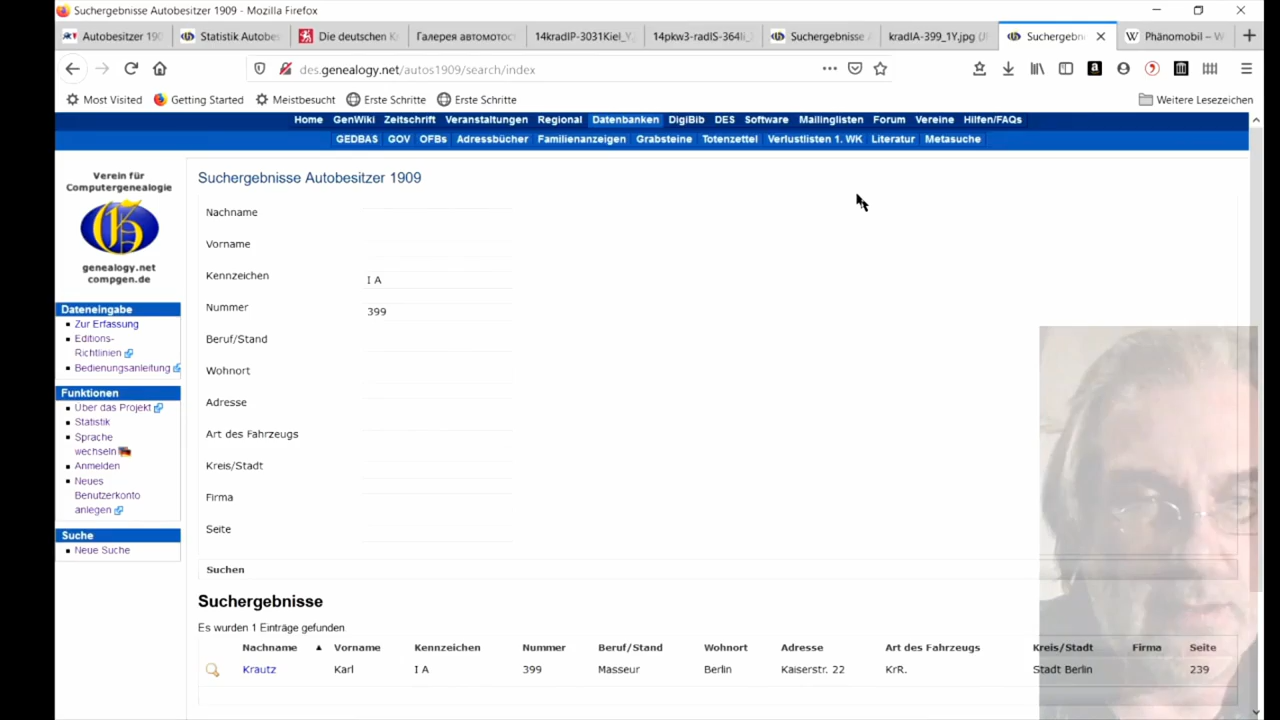 Suchergebnisse Autobesitzer 1909 - Mozilla Firefox
Autobesitzer 190
Statistik Autobes
Die deutschen K
Галерея автомотос
14kradIP-3031Kiel_Y
Suchergebnisse A
kradIA-399_1Y.jpg (J
Suchergebn
Phänomobil – W
des.genealogy.net/autos1909/search/index
Most Visited Getting Started Meistbesucht Erste Schritte Erste Schritte Weitere Lesezeichen
Home GenWiki Zeitschrift Veranstaltungen Regional Datenbanken DigiBib DES Software Mailinglisten Forum Vereine Hilfen/FAQs
GEDBAS GOV OFBs Adressbücher Familienanzeigen Grabsteine Totenzettel Verlustlisten 1. WK Literatur Metasuche
Verein für
Computergenealogie
genealogy.net
compgen.de
Dateneingabe
Zur Erfassung
Editions-
Richtlinien
Bedienungsanleitung
Funktionen
Über das Projekt
Statistik
Sprache
wechseln
Anmelden
Neues
Benutzerkonto
anlegen
Suche
Neue Suche
Suchergebnisse Autobesitzer 1909
Nachname
Vorname
Kennzeichen I A
Nummer 399
Beruf/Stand
Wohnort
Adresse
Art des Fahrzeugs
Kreis/Stadt
Firma
Seite
Suchen
Suchergebnisse
Es wurden 1 Einträge gefunden
Nachname Vorname Kennzeichen Nummer Beruf/Stand Wohnort Adresse Art des Fahrzeugs Kreis/Stadt Firma Seite
Krautz Karl I A 399 Masseur Berlin Kaiserstr. 22 KrR. Stadt Berlin 239